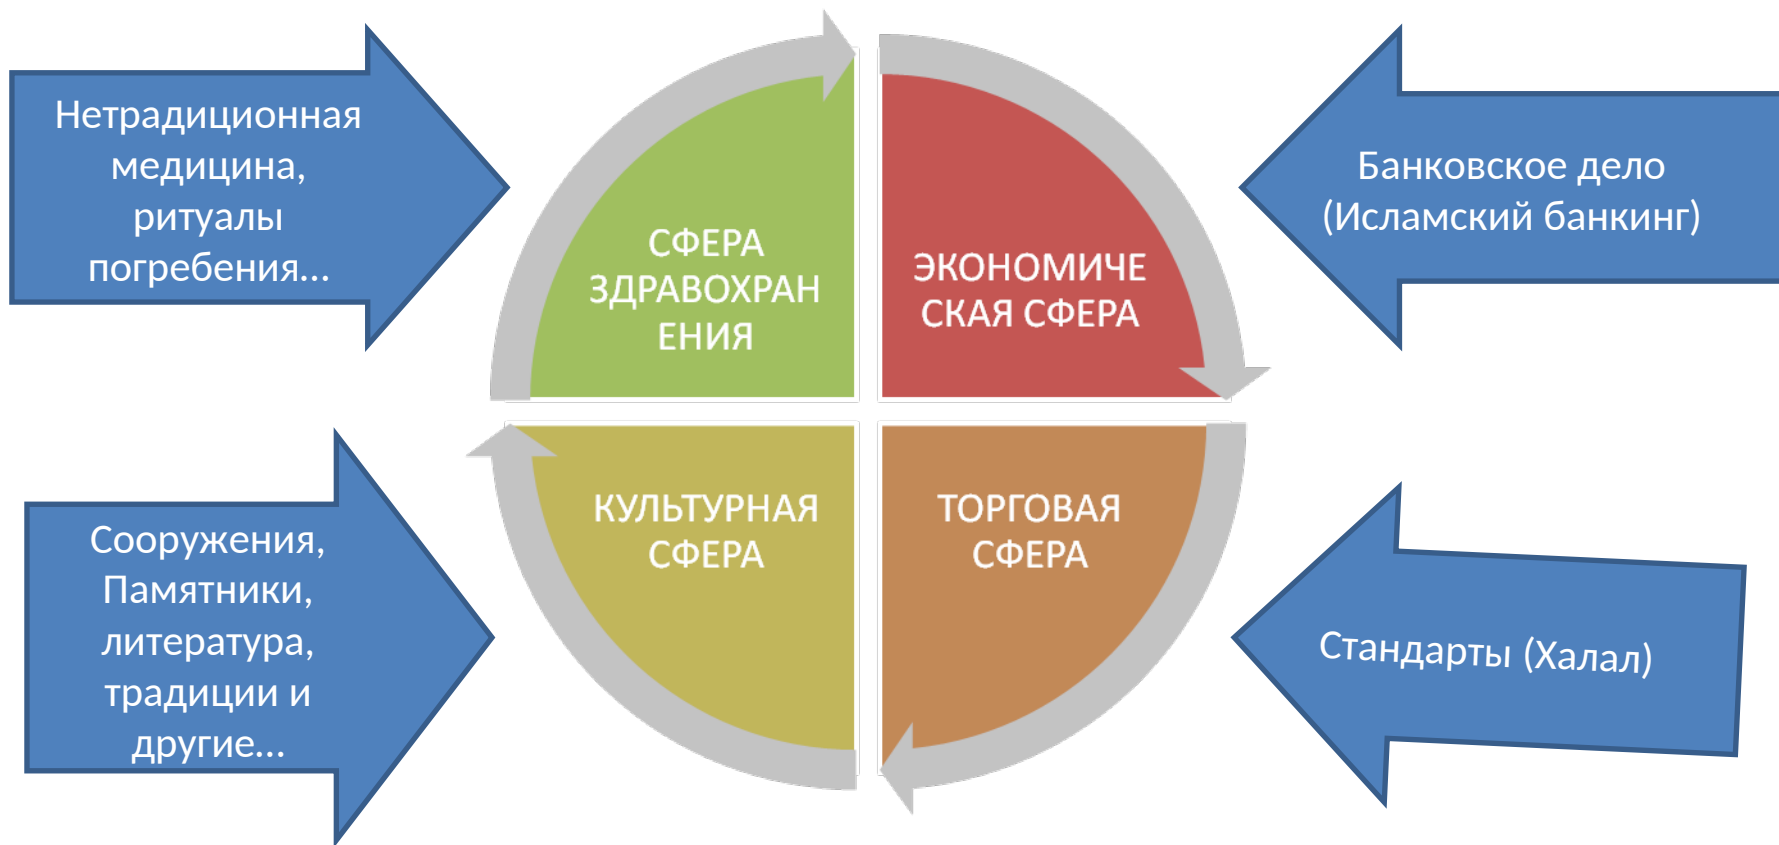 Нетрадиционная
медицина,
ритуалы
погребения...
СФЕРА
ЗДРАВОХРАН
ЕНИЯ
ЭКОНОМИЧЕ
СКАЯ СФЕРА
Банковское дело
(Исламский банкинг)
Сооружения,
Памятники,
литература,
традиции и
другие...
КУЛЬТУРНАЯ
СФЕРА
ТОРГОВАЯ
СФЕРА
Стандарты (Халал)